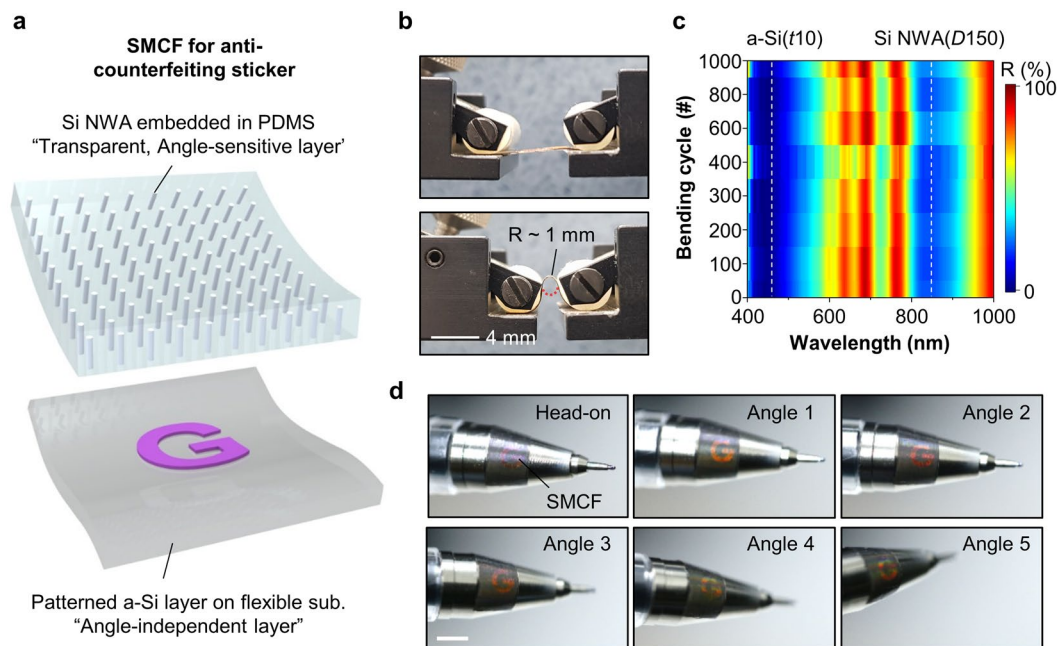 a
SMCF for anti-
counterfeiting sticker
Si NWA embedded in PDMS
“Transparent, Angle-sensitive layer’
G
Patterned a-Si layer on flexible sub.
“Angle-independent layer”
b
R ~ 1 mm
4 mm
c
a-Si(t10)
Si NWA(D150)
R (%)
100
0
Bending cycle (#)
1000
800
600
400
200
0
400
600
800
1000
Wavelength (nm)
d
Head-on
SMCF
Angle 1
G
Angle 2
G
Angle 3
G
Angle 4
G
Angle 5
G